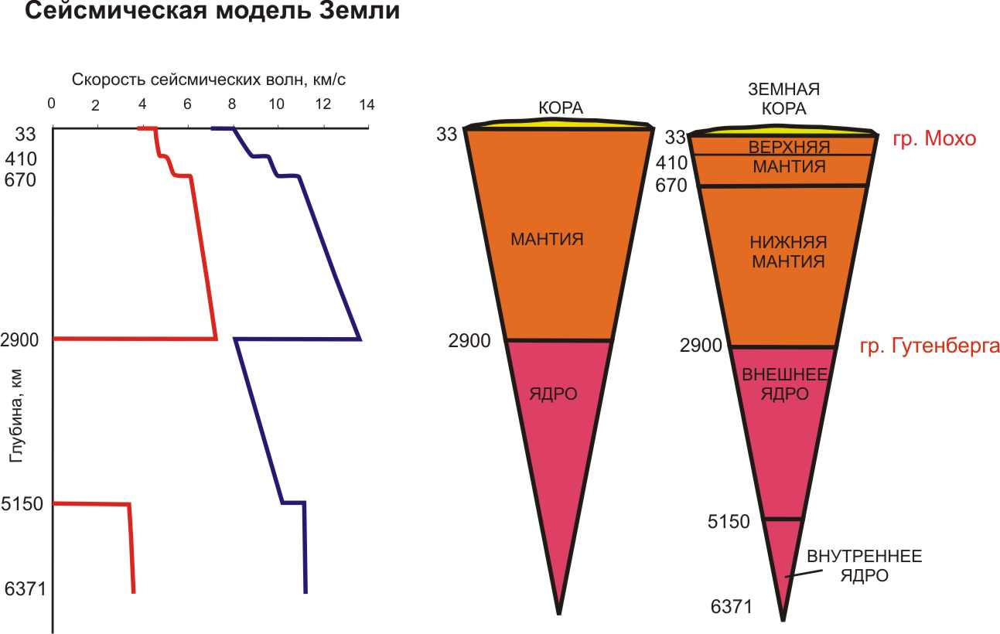 Сейсмическая модель Земли
Скорость сейсмических волн, км/с
0 2 4 6 8 10 12 14
33
410
670
2900
Глубина, км
5150
6371
КОРА
33
МАНТИЯ
2900
ЯДРО
ЗЕМНАЯ
КОРА
33
гр. Мохо
ВЕРХНЯЯ
410
МАНТИЯ
670
НИЖНЯЯ
МАНТИЯ
2900
гр. Гутенберга
ВНЕШНЕЕ
ЯДРО
5150
ВНУТРЕННЕЕ
ЯДРО
6371